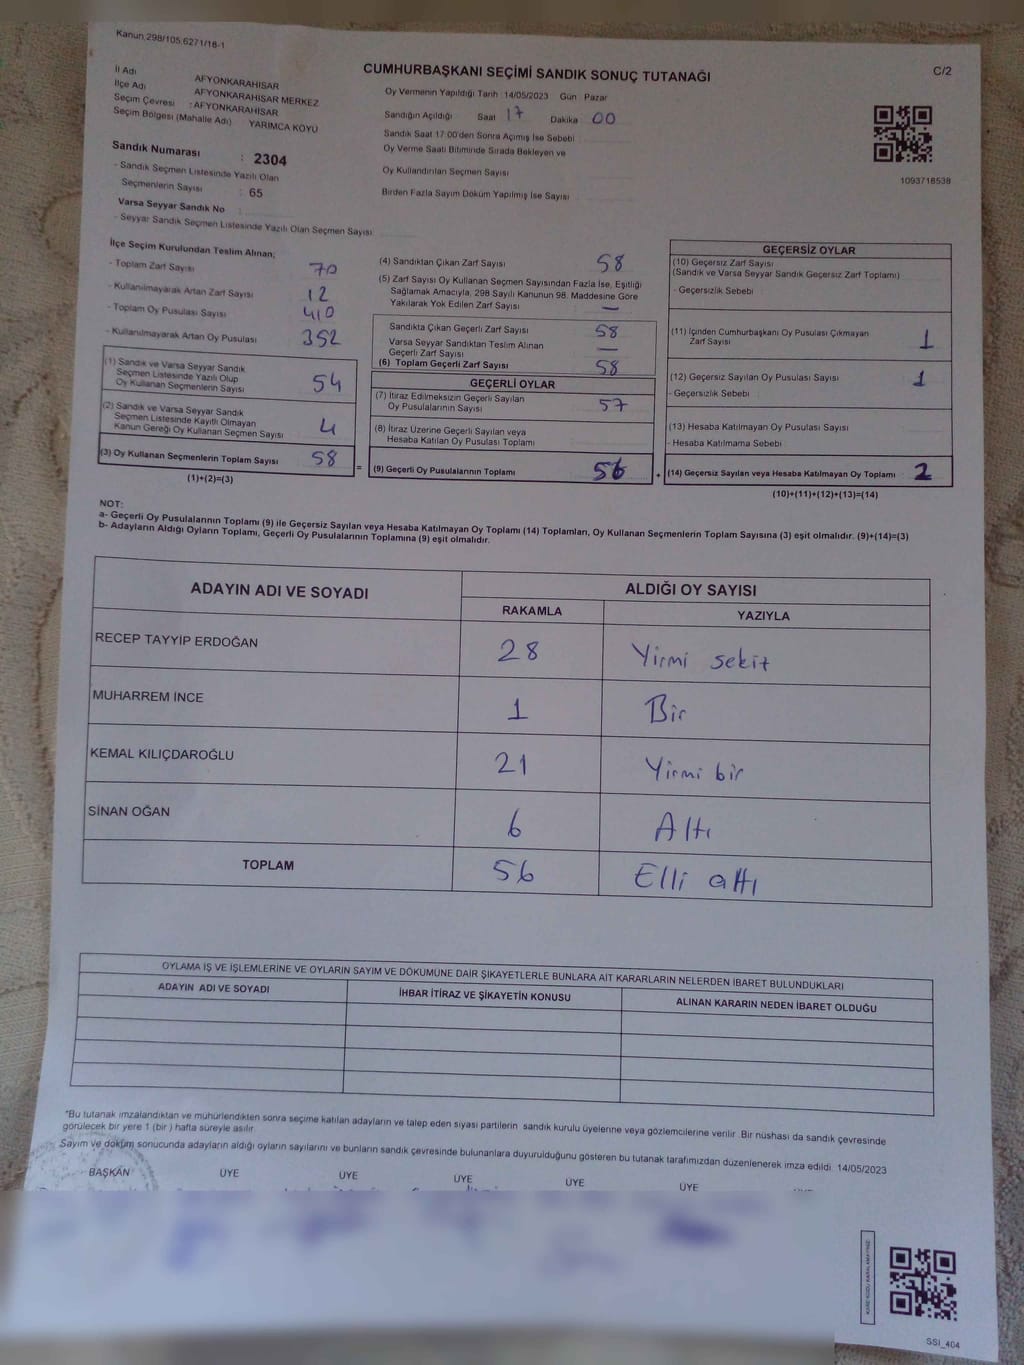 Kanun,298/105,6271/18-1
C/2
CUMHURBAŞKANI SEÇİMİ SANDIK SONUÇ TUTANAĞI
İl Adı AFYONKARAHİSAR
İlçe Adı AFYONKARAHİSAR MERKEZ
Seçim Çevresi : AFYONKARAHİSAR
Seçim Bölgesi (Mahalle Adı) YARIMCA KÖYÜ
Sandık Numarası : 2304
- Sandık Seçmen Listesinde Yazılı Olan
Seçmenlerin Sayısı : 65
Varsa Seyyar Sandık No :
- Seyyar Sandık Seçmen Listesinde Yazılı Olan Seçmen Sayısı:
Oy Vermenin Yapıldığı Tarih : 14/05/2023 Gün : Pazar
Sandığın Açıldığı Saat 17 Dakika 00
Sandık Saat 17:00'den Sonra Açılmış İse Sebebi :
Oy Verme Saati Bitiminde Sırada Bekleyen ve
Oy Kullandırılan Seçmen Sayısı
Birden Fazla Sayım Döküm Yapılmış İse Sayısı
1093718538
İlçe Seçim Kurulundan Teslim Alınan;
- Toplam Zarf Sayısı 70
- Kullanılmayarak Artan Zarf Sayısı 12
- Toplam Oy Pusulası Sayısı 410
- Kullanılmayarak Artan Oy Pusulası 352
(1) Sandık ve Varsa Seyyar Sandık
Seçmen Listesinde Yazılı Olup
Oy Kullanan Seçmenlerin Sayısı 54
(2) Sandık ve Varsa Seyyar Sandık
Seçmen Listesinde Kayıtlı Olmayan
Kanun Gereği Oy Kullanan Seçmen Sayısı 4
(3) Oy Kullanan Seçmenlerin Toplam Sayısı 58
(1)+(2)=(3)
=
(4) Sandıktan Çıkan Zarf Sayısı 58
(5) Zarf Sayısı Oy Kullanan Seçmen Sayısından Fazla İse, Eşitliği
Sağlamak Amacıyla, 298 Sayılı Kanunun 98. Maddesine Göre
Yakılarak Yok Edilen Zarf Sayısı —
Sandıkta Çıkan Geçerli Zarf Sayısı 58
Varsa Seyyar Sandıktan Teslim Alınan
Geçerli Zarf Sayısı —
(6) Toplam Geçerli Zarf Sayısı 58
GEÇERLİ OYLAR
(7) İtiraz Edilmeksizin Geçerli Sayılan
Oy Pusulalarının Sayısı 57
(8) İtiraz Üzerine Geçerli Sayılan veya
Hesaba Katılan Oy Pusulası Toplamı
(9) Geçerli Oy Pusulalarının Toplamı 56
+
GEÇERSİZ OYLAR
(10) Geçersiz Zarf Sayısı
(Sandık ve Varsa Seyyar Sandık Geçersiz Zarf Toplamı)
- Geçersizlik Sebebi :
(11) İçinden Cumhurbaşkanı Oy Pusulası Çıkmayan
Zarf Sayısı 1
(12) Geçersiz Sayılan Oy Pusulası Sayısı 1
- Geçersizlik Sebebi :
(13) Hesaba Katılmayan Oy Pusulası Sayısı
- Hesaba Katılmama Sebebi :
(14) Geçersiz Sayılan veya Hesaba Katılmayan Oy Toplamı 2
(10)+(11)+(12)+(13)=(14)
NOT:
a- Geçerli Oy Pusulalarının Toplamı (9) ile Geçersiz Sayılan veya Hesaba Katılmayan Oy Toplamı (14) Toplamları, Oy Kullanan Seçmenlerin Toplam Sayısına (3) eşit olmalıdır. (9)+(14)=(3)
b- Adayların Aldığı Oyların Toplamı, Geçerli Oy Pusulalarının Toplamına (9) eşit olmalıdır.
ADAYIN ADI VE SOYADI
ALDIĞI OY SAYISI
RAKAMLA YAZIYLA
RECEP TAYYİP ERDOĞAN 28 Yirmi sekiz
MUHARREM İNCE 1 Bir
KEMAL KILIÇDAROĞLU 21 Yirmi bir
SİNAN OĞAN 6 Altı
TOPLAM 56 Elli altı
OYLAMA İŞ VE İŞLEMLERİNE VE OYLARIN SAYIM VE DÖKÜMÜNE DAİR ŞİKAYETLERLE BUNLARA AİT KARARLARIN NELERDEN İBARET BULUNDUKLARI
ADAYIN ADI VE SOYADI İHBAR İTİRAZ VE ŞİKAYETİN KONUSU ALINAN KARARIN NEDEN İBARET OLDUĞU
"Bu tutanak imzalandıktan ve mühürlendikten sonra seçime katılan adayların ve talep eden siyasi partilerin sandık kurulu üyelerine veya gözlemcilerine verilir. Bir nüshası da sandık çevresinde
görülecek bir yere 1 (bir) hafta süreyle asılır.
Sayım ve döküm sonucunda adayların aldığı oyların sayılarını ve bunların sandık çevresinde bulunanlara duyurulduğunu gösteren bu tutanak tarafımızdan düzenlenerek imza edildi. 14/05/2023
BAŞKAN ÜYE ÜYE ÜYE ÜYE ÜYE
KARE KODU KARALAMAYINIZ
SSI_404